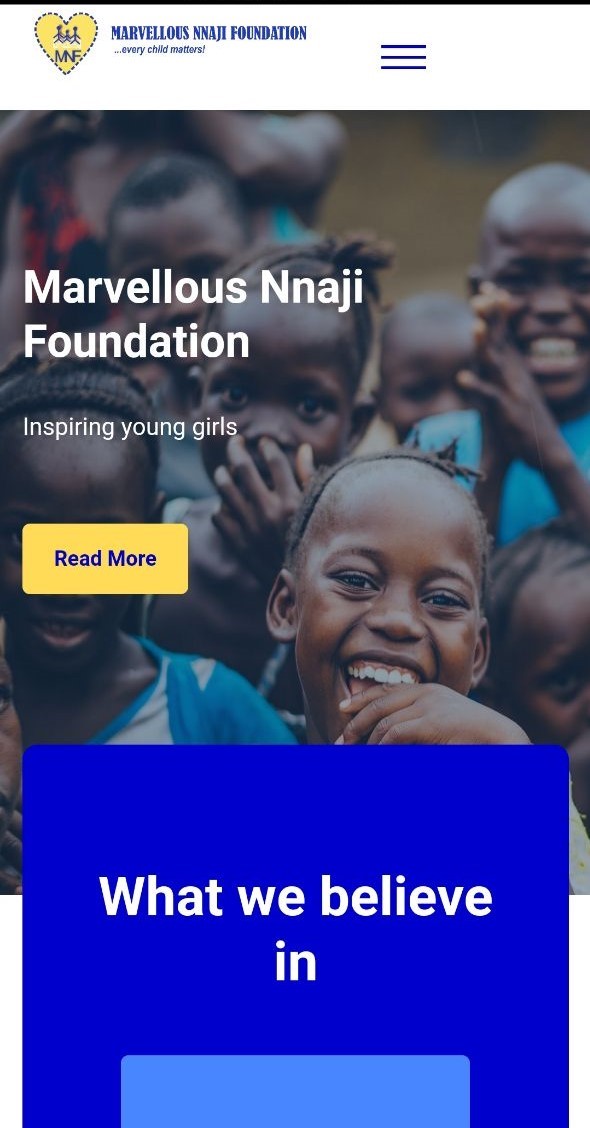 MNF
MARVELLOUS NNAJI FOUNDATION
...every child matters!
Marvellous Nnaji
Foundation
Inspiring young girls
Read More
What we believe
in